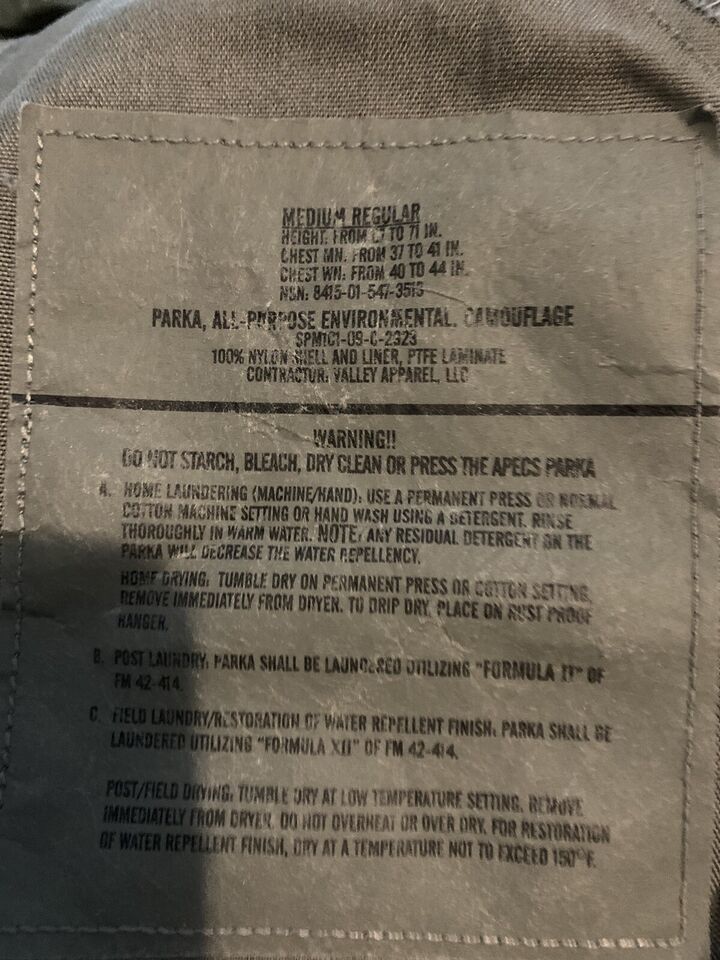 MEDIUM REGULAR
HEIGHT: FROM 67 TO 71 IN.
CHEST MN. FROM 37 TO 41 IN.
CHEST WN: FROM 40 TO 44 IN.
NSN: 8415-01-547-3513
PARKA, ALL-PURPOSE ENVIRONMENTAL. CAMOUFLAGE
SPM1C1-09-C-2323
100% NYLON SHELL AND LINER, PTFE LAMINATE
CONTRACTOR: VALLEY APPAREL, LLC
WARNING!!
DO NOT STARCH, BLEACH, DRY CLEAN OR PRESS THE APECS PARKA
A. HOME LAUNDERING (MACHINE/HAND): USE A PERMANENT PRESS OR NORMAL
COTTON MACHINE SETTING OR HAND WASH USING A DETERGENT. RINSE
THOROUGHLY IN WARM WATER. NOTE: ANY RESIDUAL DETERGENT ON THE
PARKA WILL DECREASE THE WATER REPELLENCY.
HOME DRYING: TUMBLE DRY ON PERMANENT PRESS OR COTTON SETTING,
REMOVE IMMEDIATELY FROM DRYER. TO DRIP DRY, PLACE ON RUST PROOF
HANGER.
B. POST LAUNDRY: PARKA SHALL BE LAUNDERED UTILIZING "FORMULA II" OF
FM 42-414.
C. FIELD LAUNDRY/RESTORATION OF WATER REPELLENT FINISH: PARKA SHALL BE
LAUNDERED UTILIZING "FORMULA XII" OF FM 42-414.
POST/FIELD DRYING: TUMBLE DRY AT LOW TEMPERATURE SETTING. REMOVE
IMMEDIATELY FROM DRYER. DO NOT OVERHEAT OR OVER DRY. FOR RESTORATION
OF WATER REPELLENT FINISH, DRY AT A TEMPERATURE NOT TO EXCEED 150°F.